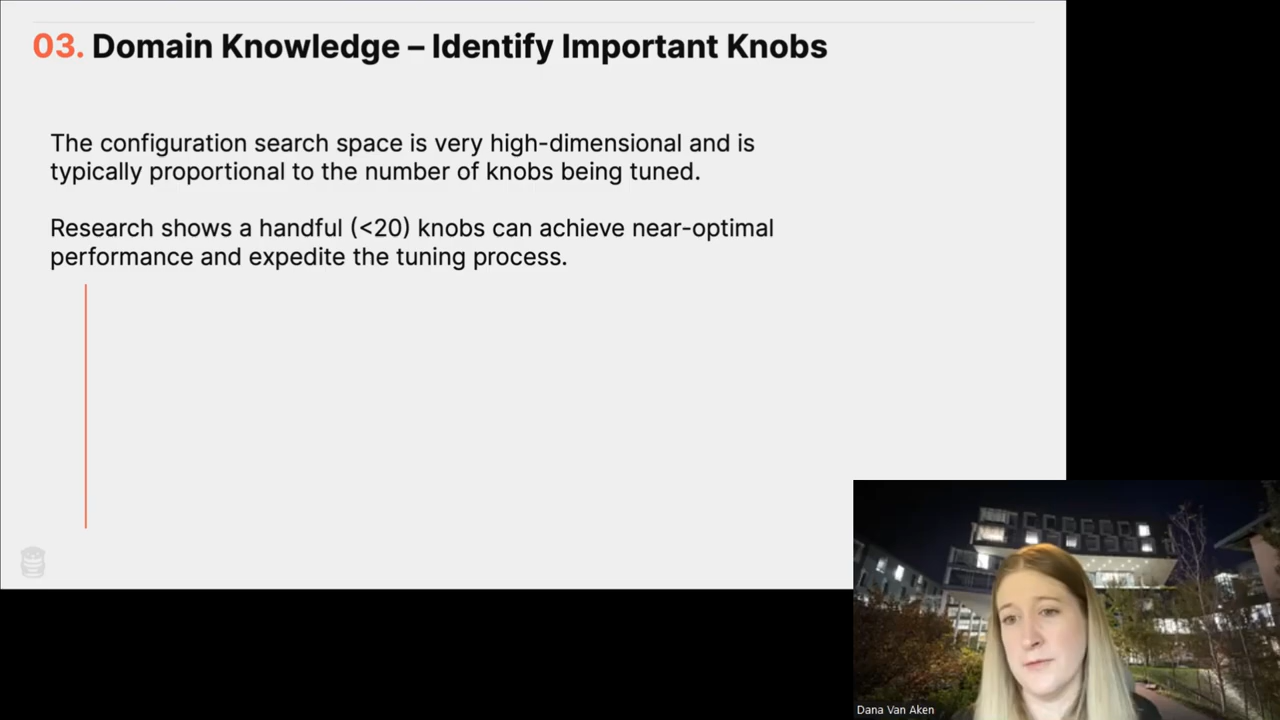 03. Domain Knowledge – Identify Important Knobs
The configuration search space is very high-dimensional and is
typically proportional to the number of knobs being tuned.
Research shows a handful (<20) knobs can achieve near-optimal
performance and expedite the tuning process.
Dana Van Aken